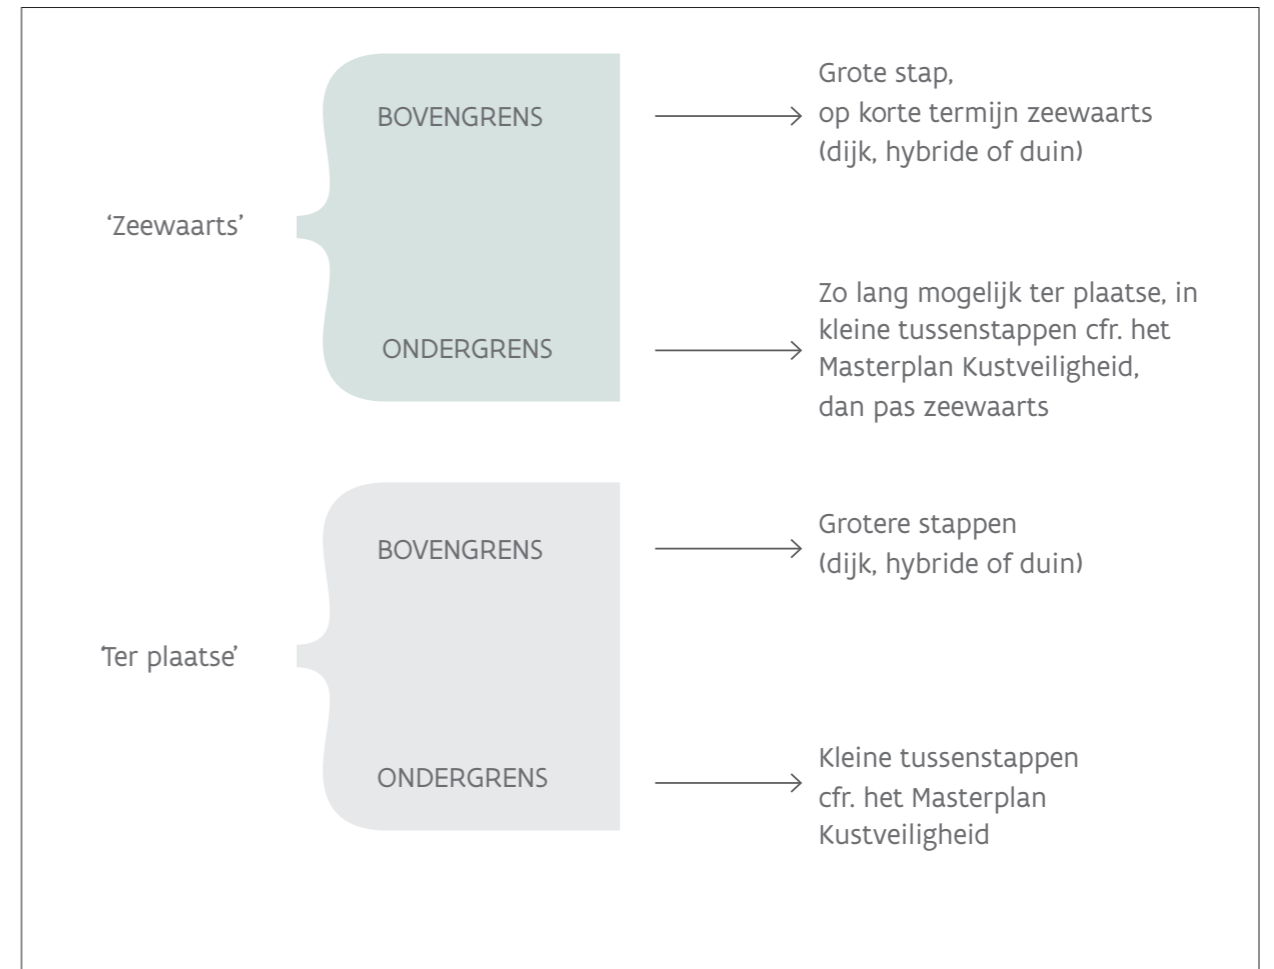 'Zeewaarts'
BOVENGRENS
Grote stap,
op korte termijn zeewaarts
(dijk, hybride of duin)
ONDERGRENS
Zo lang mogelijk ter plaatse, in
kleine tussenstappen cfr. het
Masterplan Kustveiligheid,
dan pas zeewaarts
'Ter plaatse'
BOVENGRENS
Grotere stappen
(dijk, hybride of duin)
ONDERGRENS
Kleine tussenstappen
cfr. het Masterplan
Kustveiligheid